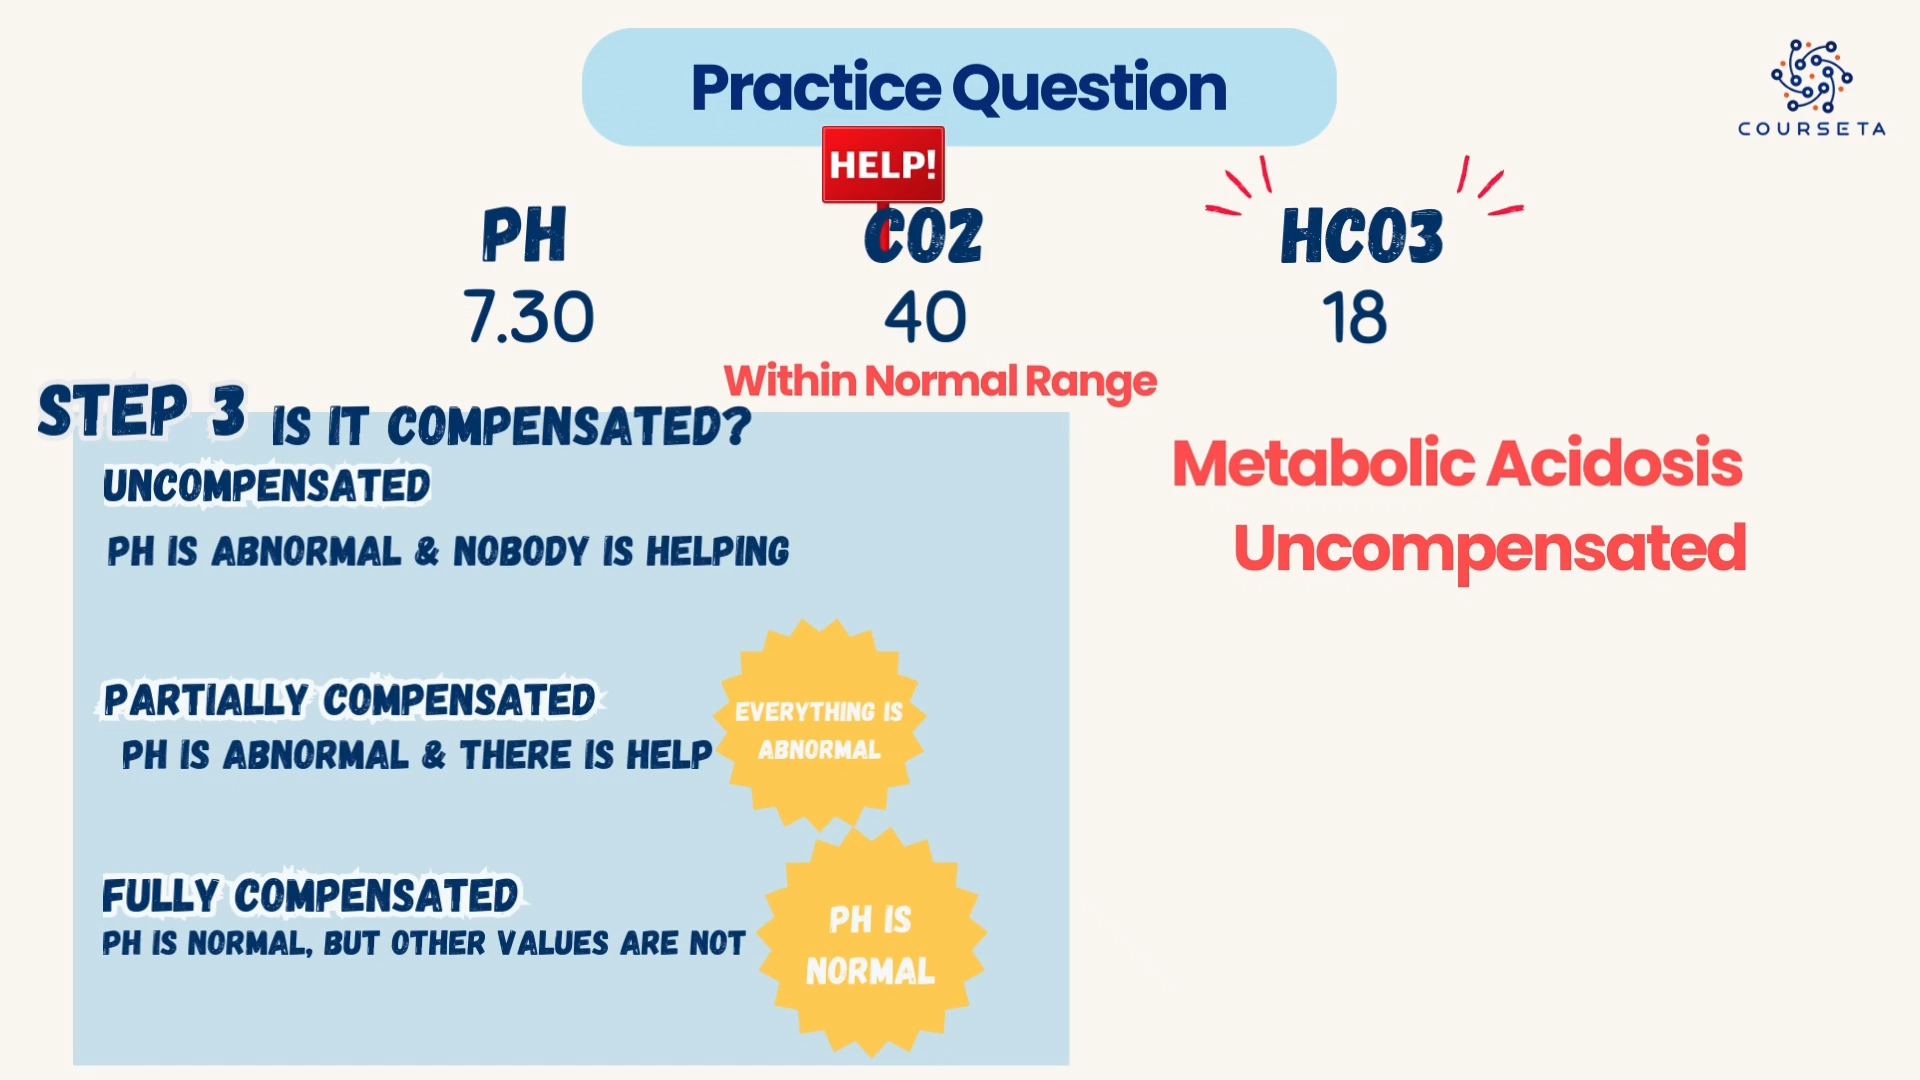 Practice Question
COURSETA
HELP!
PH
CO2
HCO3
7.30
40
18
Within Normal Range
STEP 3 IS IT COMPENSATED?
UNCOMPENSATED
PH IS ABNORMAL & NOBODY IS HELPING
Metabolic Acidosis
Uncompensated
PARTIALLY COMPENSATED
PH IS ABNORMAL & THERE IS HELP
EVERYTHING IS
ABNORMAL
FULLY COMPENSATED
PH IS NORMAL, BUT OTHER VALUES ARE NOT
PH IS
NORMAL